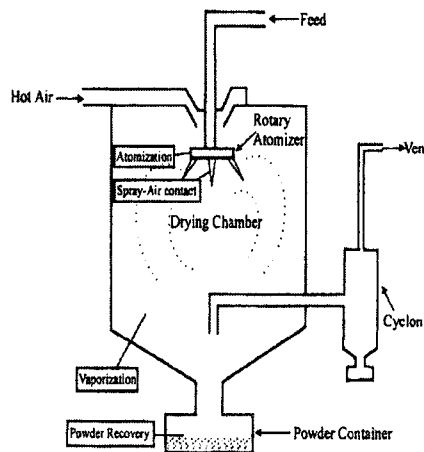 Feed
Hot Air
Rotary
Atomizer
Atomization
Spray-Air contact
Ven
Drying Chamber
Cyclon
Vaporization
Powder Recovery
Powder Container